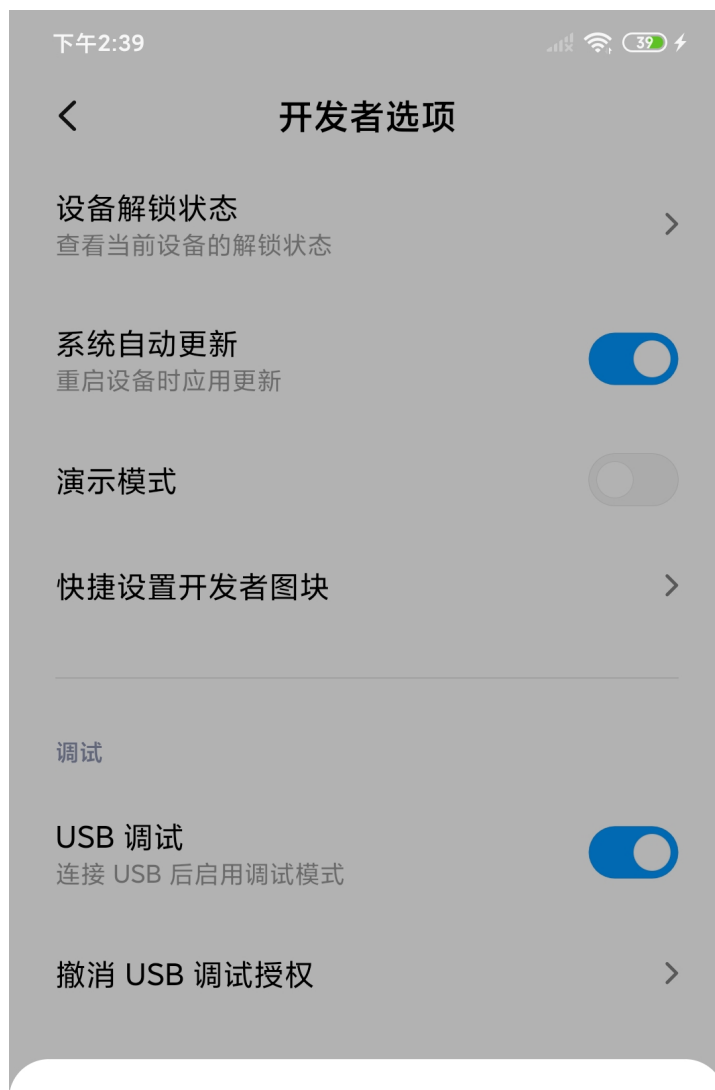 下午2:39
39
开发者选项
设备解锁状态
查看当前设备的解锁状态
系统自动更新
重启设备时应用更新
演示模式
快捷设置开发者图块
调试
USB 调试
连接 USB 后启用调试模式
撤消 USB 调试授权